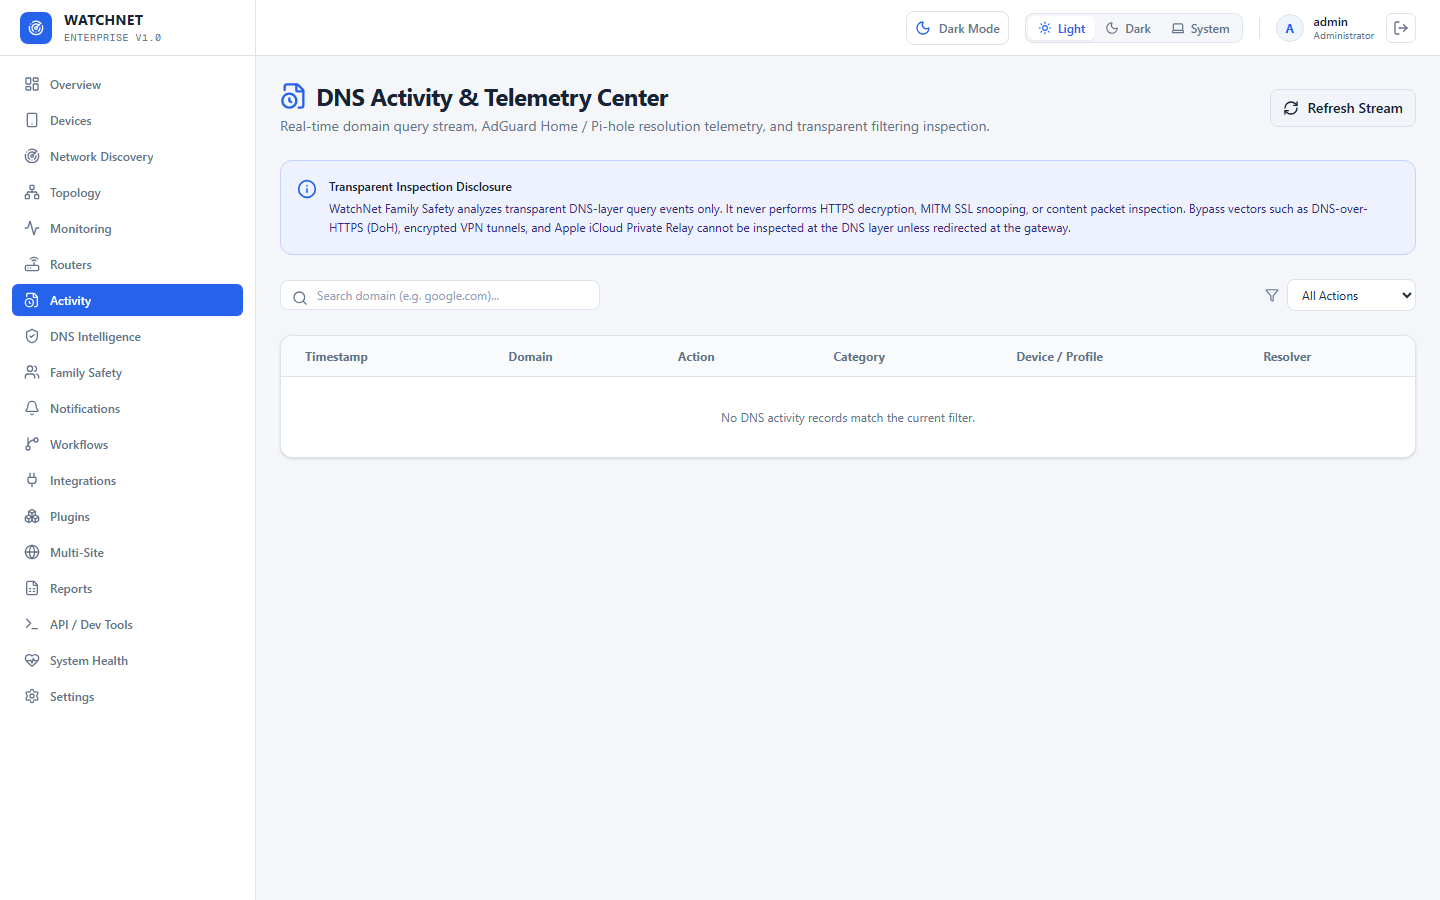 WATCHNET
ENTERPRISE V1.0
Dark Mode
Light
Dark
System
A
admin
Administrator
Overview
Devices
Network Discovery
Topology
Monitoring
Routers
Activity
DNS Intelligence
Family Safety
Notifications
Workflows
Integrations
Plugins
Multi-Site
Reports
API / Dev Tools
System Health
Settings
DNS Activity & Telemetry Center
Real-time domain query stream, AdGuard Home / Pi-hole resolution telemetry, and transparent filtering inspection.
Refresh Stream
Transparent Inspection Disclosure
WatchNet Family Safety analyzes transparent DNS-layer query events only. It never performs HTTPS decryption, MITM SSL snooping, or content packet inspection. Bypass vectors such as DNS-over-
HTTPS (DoH), encrypted VPN tunnels, and Apple iCloud Private Relay cannot be inspected at the DNS layer unless redirected at the gateway.
Search domain (e.g. google.com)...
All Actions
Timestamp Domain Action Category Device / Profile Resolver
No DNS activity records match the current filter.